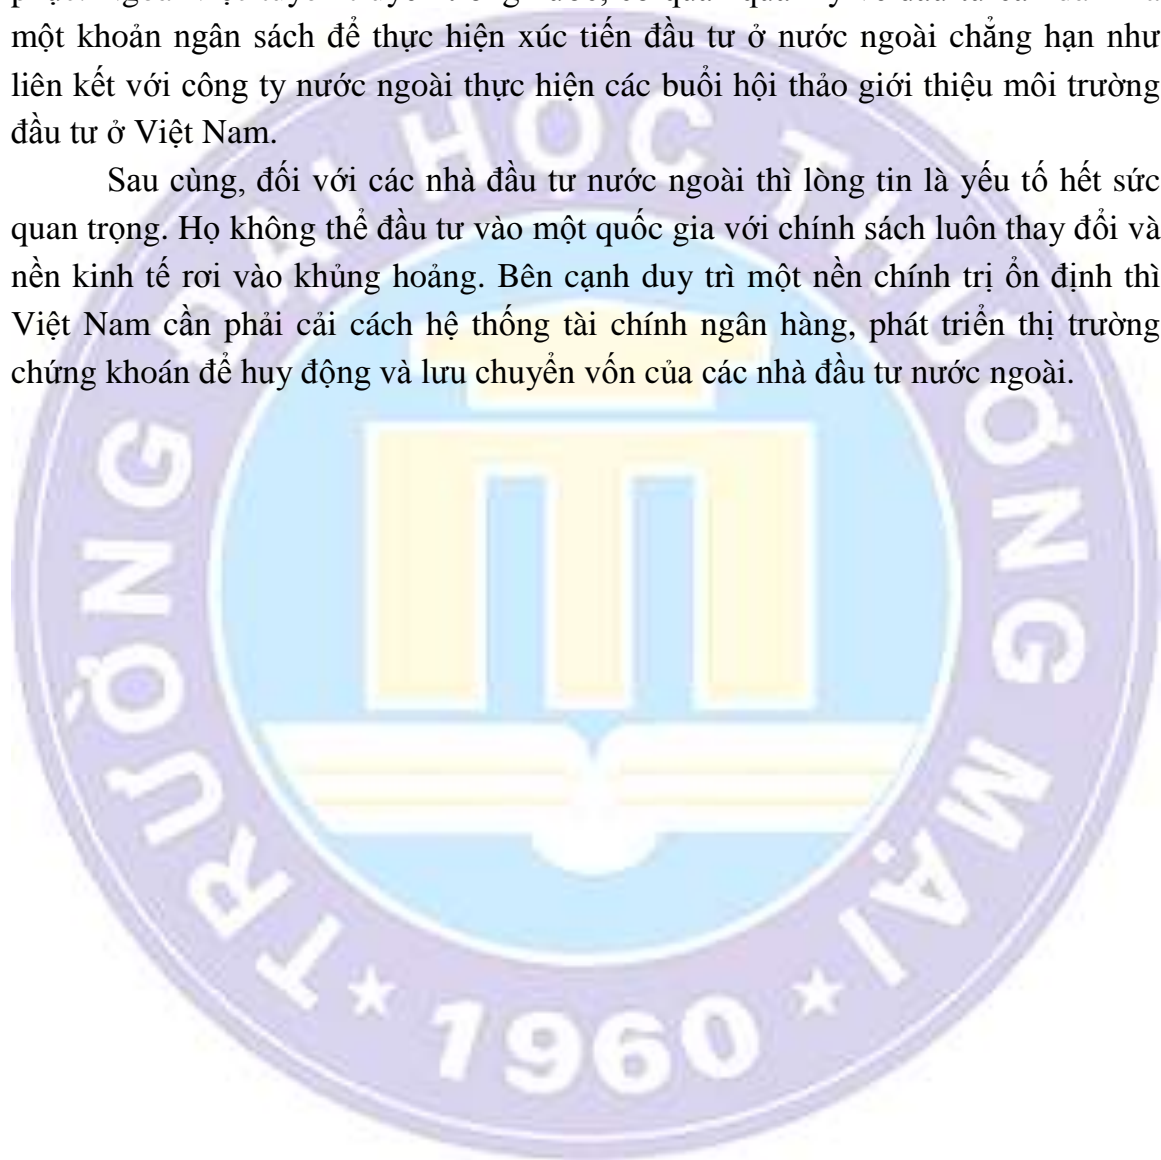 một khoản ngân sách để thực hiện xúc tiến đầu tư ở nước ngoài chẳng hạn như
liên kết với công ty nước ngoài thực hiện các buổi hội thảo giới thiệu môi trường
đầu tư ở Việt Nam.
Sau cùng, đối với các nhà đầu tư nước ngoài thì lòng tin là yếu tố hết sức
quan trọng. Họ không thể đầu tư vào một quốc gia với chính sách luôn thay đổi và
nền kinh tế rơi vào khủng hoảng. Bên cạnh duy trì một nền chính trị ổn định thì
Việt Nam cần phải cải cách hệ thống tài chính ngân hàng, phát triển thị trường
chứng khoán để huy động và lưu chuyển vốn của các nhà đầu tư nước ngoài.
TRƯỜNG ĐẠI HỌC THƯƠNG MẠI
* 1960 *